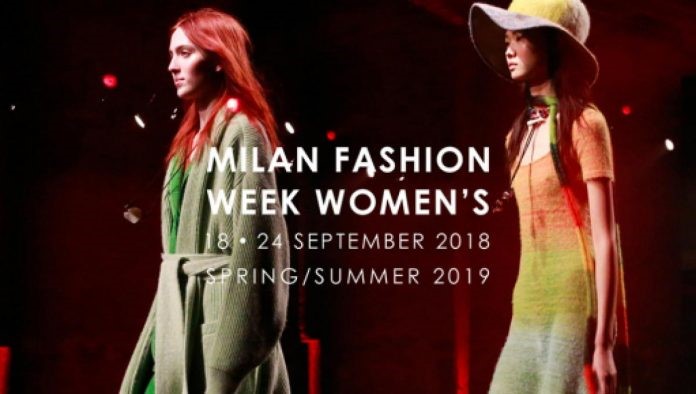 MILAN FASHION
WEEK WOMEN'S
18 • 24 SEPTEMBER 2018
SPRING/SUMMER 2019